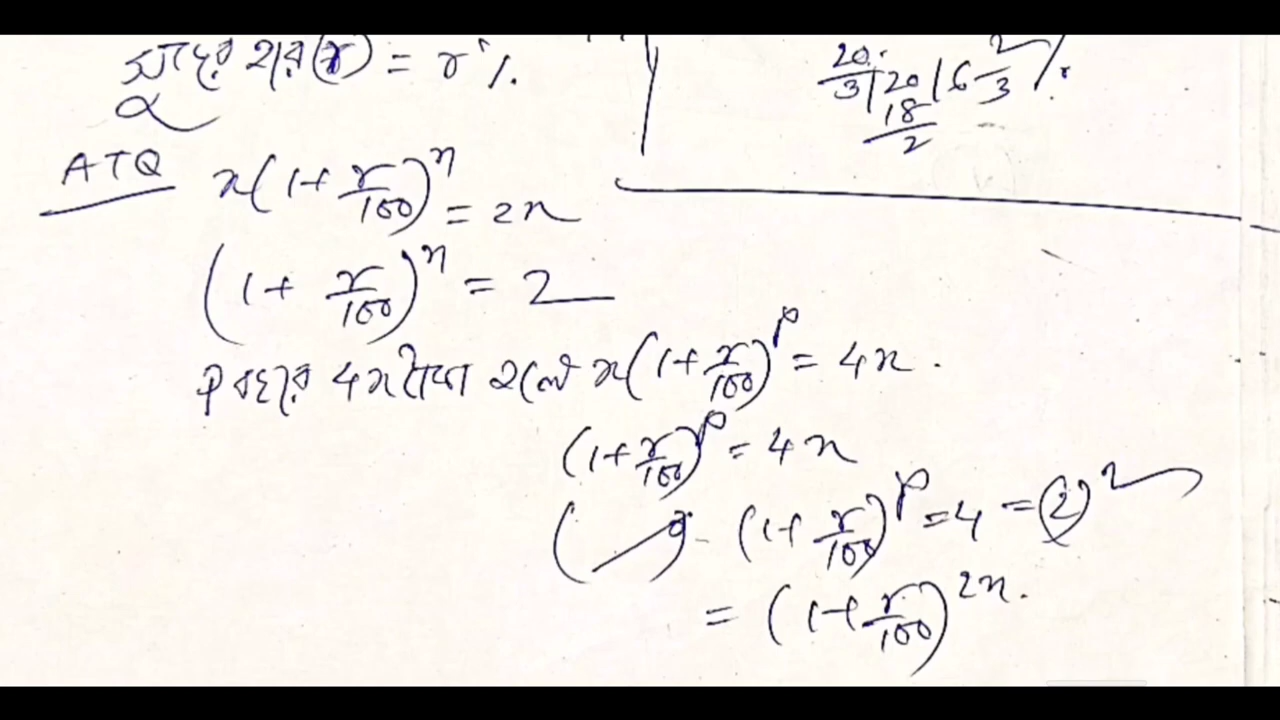 সুদের হার(r) = r%.
20/3 | 20 | 6 2/3 %.
18
2
ATQ x(1+ r/100)^n = 2x
(1+ r/100)^n = 2
p বছরে 4x টাকা হলে x(1+ r/100)^p = 4x.
(1+ r/100)^p = 4x
(1+ r/100)^p = 4 = (2)^2
= (1+ r/100)^2n.